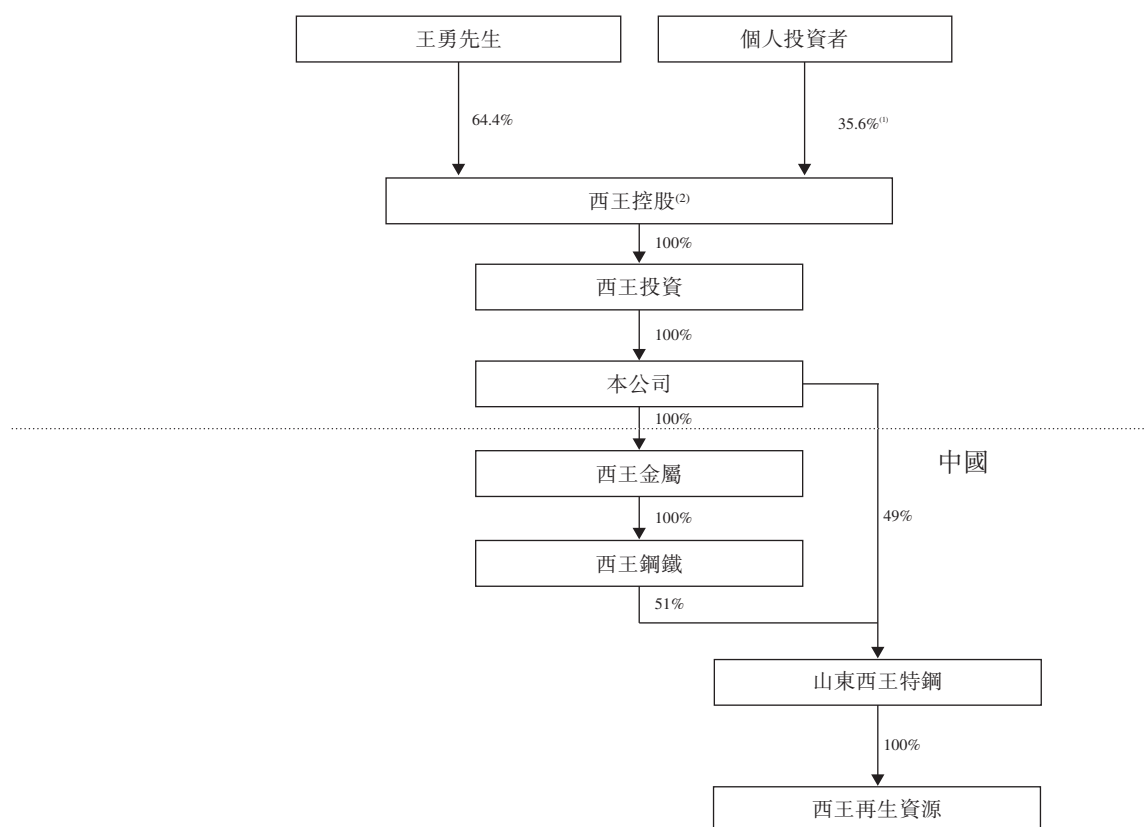 王勇先生
個人投資者
64.4%
35.6%(1)
西王控股(2)
100%
西王投資
100%
本公司
100%
中國
西王金屬
100%
49%
西王鋼鐵
51%
山東西王特鋼
100%
西王再生資源